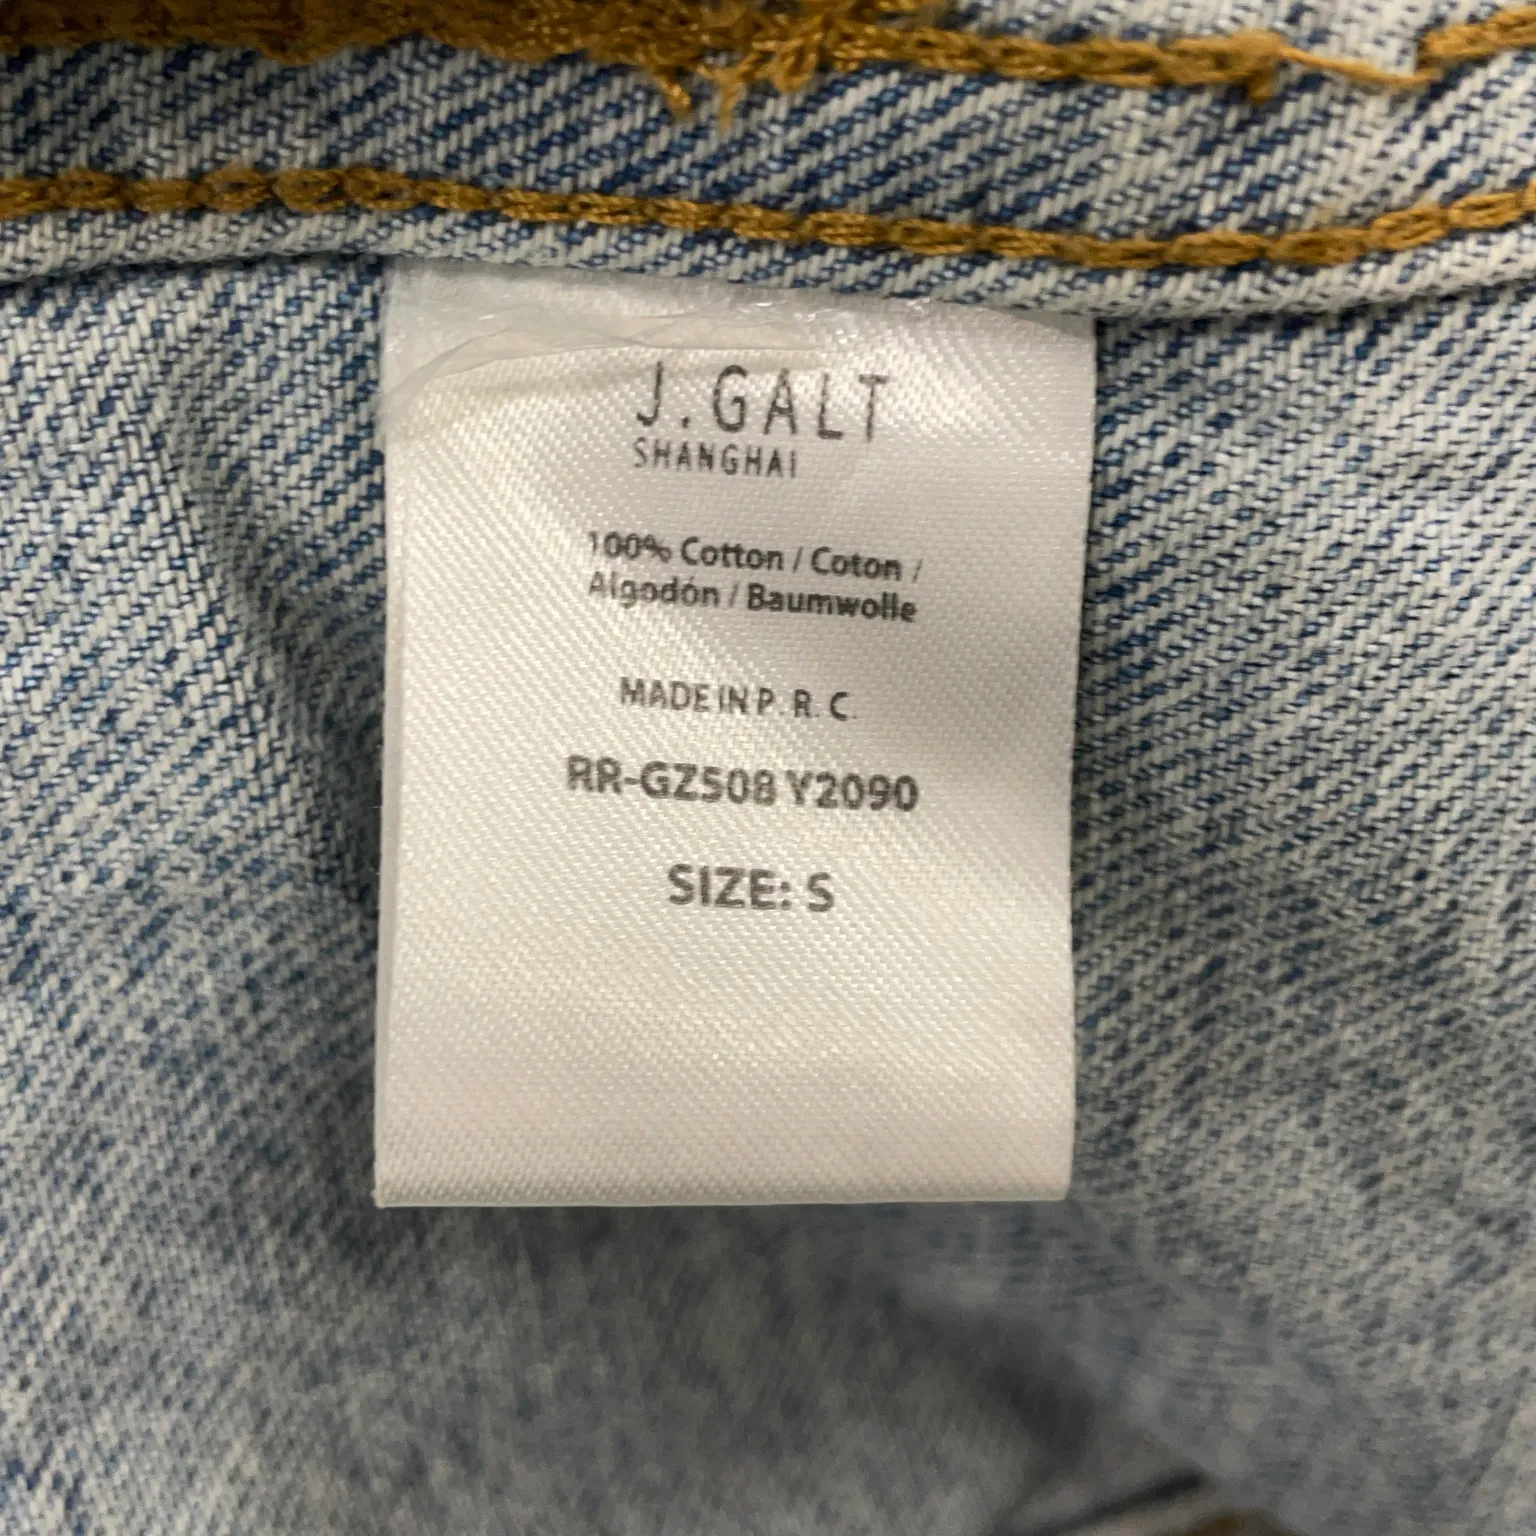 J.GALT
SHANGHAI
100% Cotton / Coton /
Algodón / Baumwolle
MADE IN P. R. C.
RR-GZ508 Y2090
SIZE: S